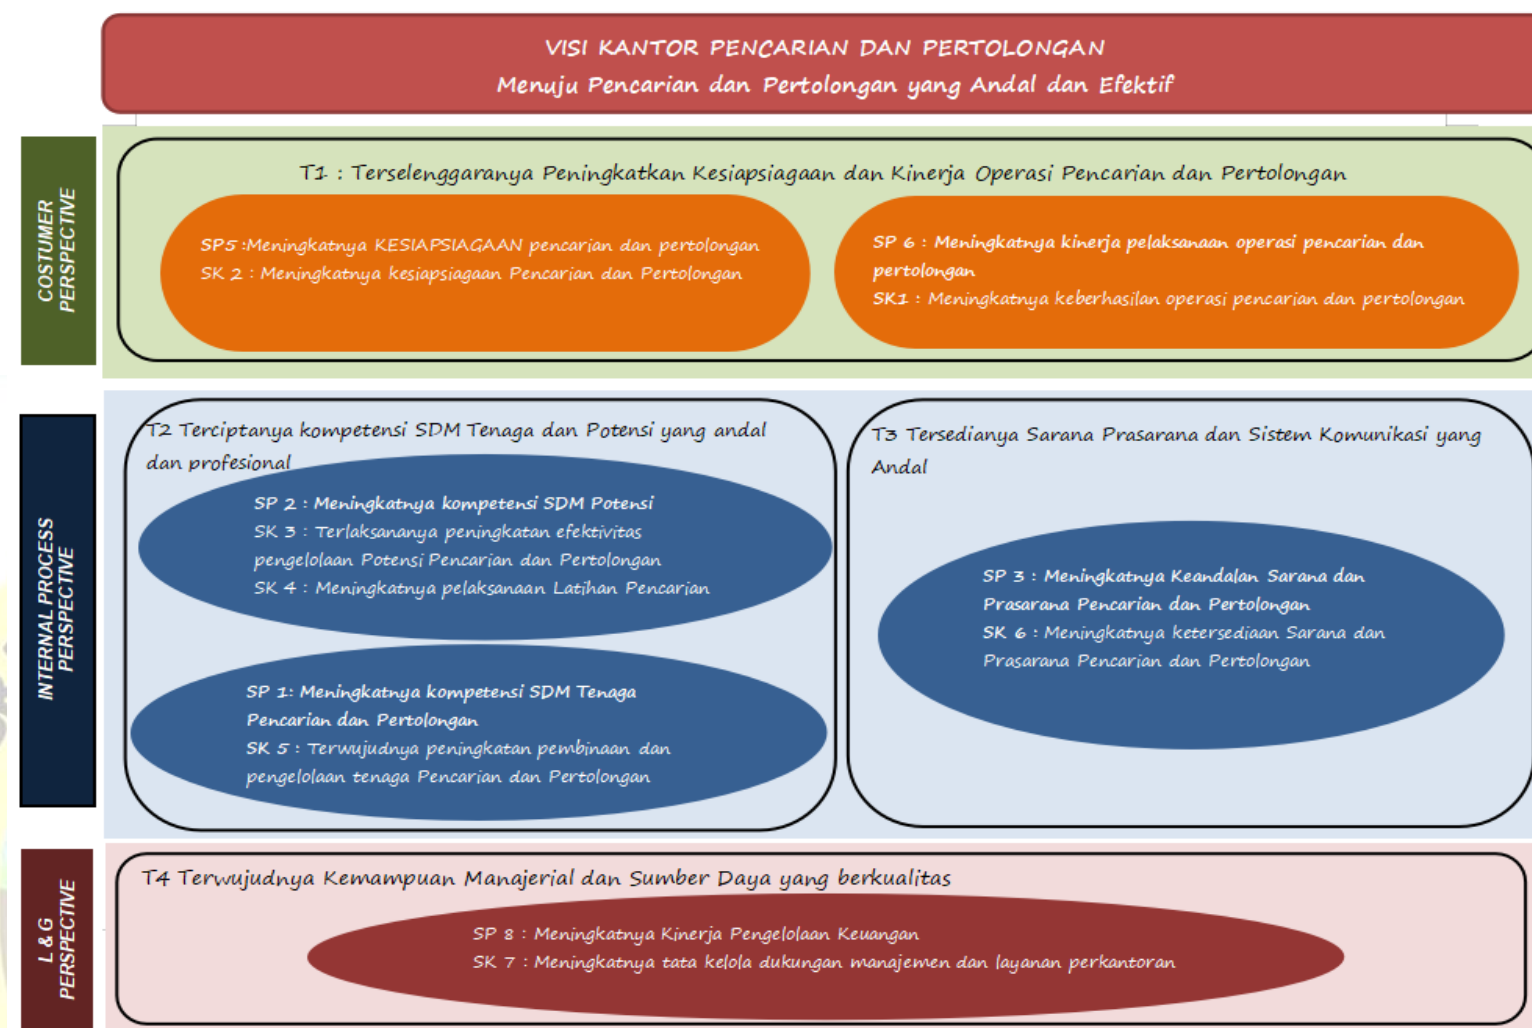 VISI KANTOR PENCARIAN DAN PERTOLONGAN
Menuju Pencarian dan Pertolongan yang Andal dan Efektif
COSTUMER
PERSPECTIVE
T1 : Terselenggaranya Peningkatkan Kesiapsiagaan dan Kinerja Operasi Pencarian dan Pertolongan
SP5 :Meningkatnya KESIAPSIAGAAN pencarian dan pertolongan
SK 2 : Meningkatnya kesiapsiagaan Pencarian dan Pertolongan
SP 6 : Meningkatnya kinerja pelaksanaan operasi pencarian dan
pertolongan
SK1 : Meningkatnya keberhasilan operasi pencarian dan pertolongan
INTERNAL PROCESS
PERSPECTIVE
T2 Terciptanya kompetensi SDM Tenaga dan Potensi yang andal
dan profesional
SP 2 : Meningkatnya kompetensi SDM Potensi
SK 3 : Terlaksananya peningkatan efektivitas
pengelolaan Potensi Pencarian dan Pertolongan
SK 4 : Meningkatnya pelaksanaan Latihan Pencarian
SP 1: Meningkatnya kompetensi SDM Tenaga
Pencarian dan Pertolongan
SK 5 : Terwujudnya peningkatan pembinaan dan
pengelolaan tenaga Pencarian dan Pertolongan
T3 Tersedianya Sarana Prasarana dan Sistem Komunikasi yang
Andal
SP 3 : Meningkatnya Keandalan Sarana dan
Prasarana Pencarian dan Pertolongan
SK 6 : Meningkatnya ketersediaan Sarana dan
Prasarana Pencarian dan Pertolongan
L & G
PERSPECTIVE
T4 Terwujudnya Kemampuan Manajerial dan Sumber Daya yang berkualitas
SP 8 : Meningkatnya Kinerja Pengelolaan Keuangan
SK 7 : Meningkatnya tata kelola dukungan manajemen dan layanan perkantoran